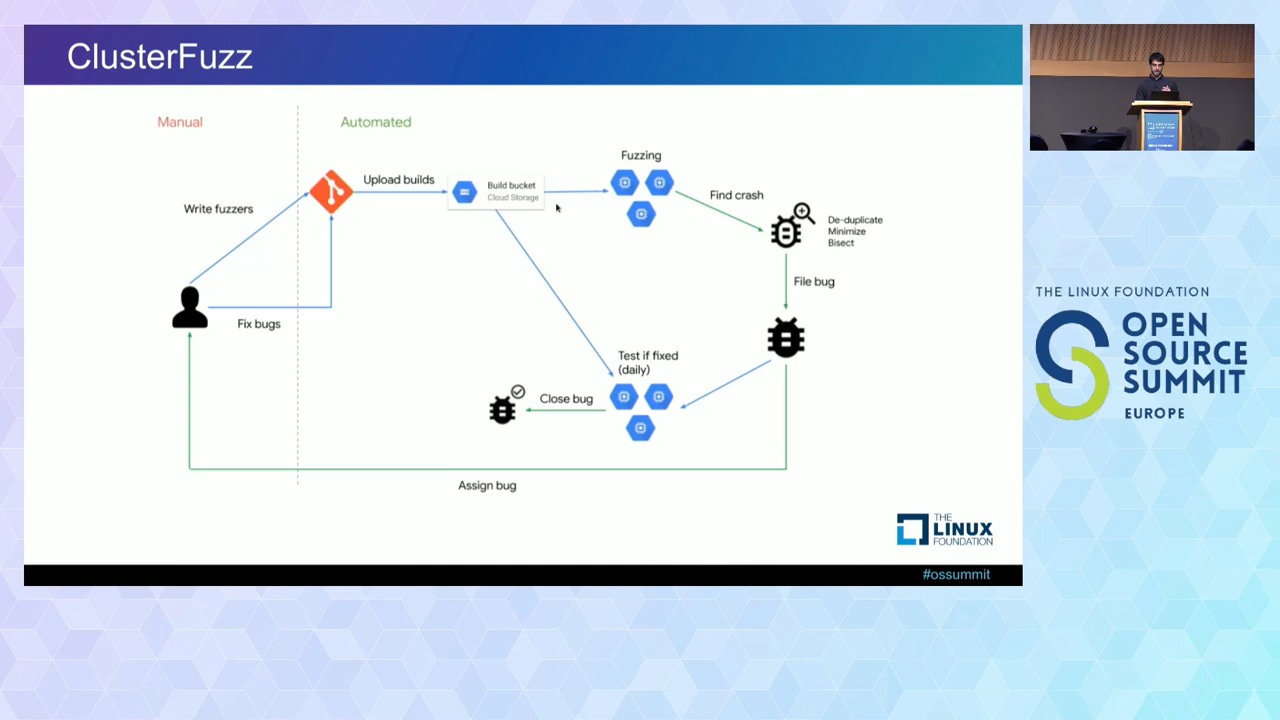 ClusterFuzz
Manual
Automated
Fuzzing
Upload builds
Build bucket
Cloud Storage
Find crash
Write fuzzers
De-duplicate
Minimize
Bisect
File bug
Fix bugs
Test if fixed
(daily)
Close bug
Assign bug
THE
LINUX
FOUNDATION
#ossummit
THE LINUX FOUNDATION
OPEN
SOURCE
SUMMIT
EUROPE